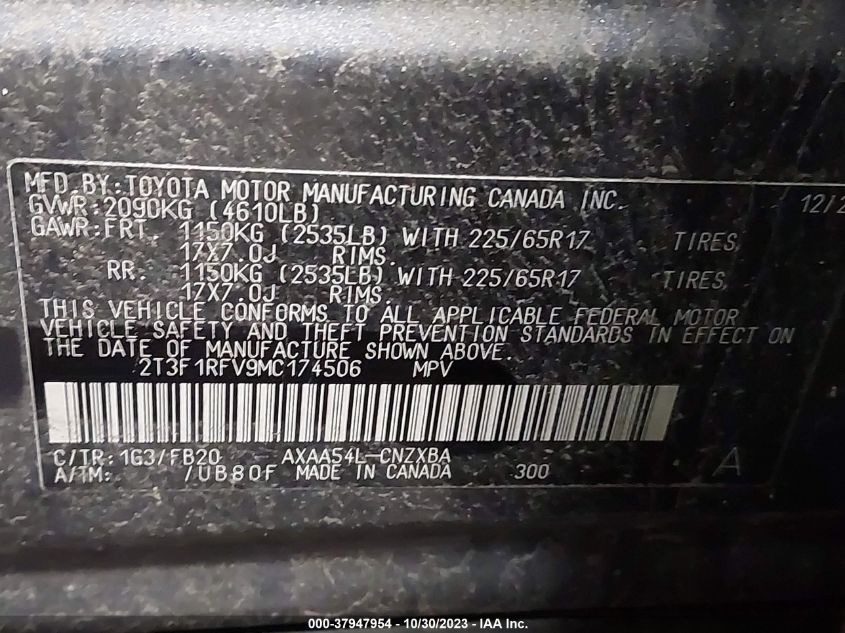 MFD. BY: TOYOTA MOTOR MANUFACTURING CANADA INC. 12/2
GVWR: 2090KG (4610LB)
GAWR: FRT. 1150KG (2535LB) WITH 225/65R17 TIRES,
17X7.0J RIMS.
RR. 1150KG (2535LB) WITH 225/65R17 TIRES,
17X7.0J RIMS.
THIS VEHICLE CONFORMS TO ALL APPLICABLE FEDERAL MOTOR
VEHICLE SAFETY AND THEFT PREVENTION STANDARDS IN EFFECT ON
THE DATE OF MANUFACTURE SHOWN ABOVE.
2T3F1RFV9MC174506 MPV
C/TR: 1G3/FB20 AXAA54L-CNZXBA
A/TM: /UB80F MADE IN CANADA 300 A
000-37947954 - 10/30/2023 - IAA Inc.